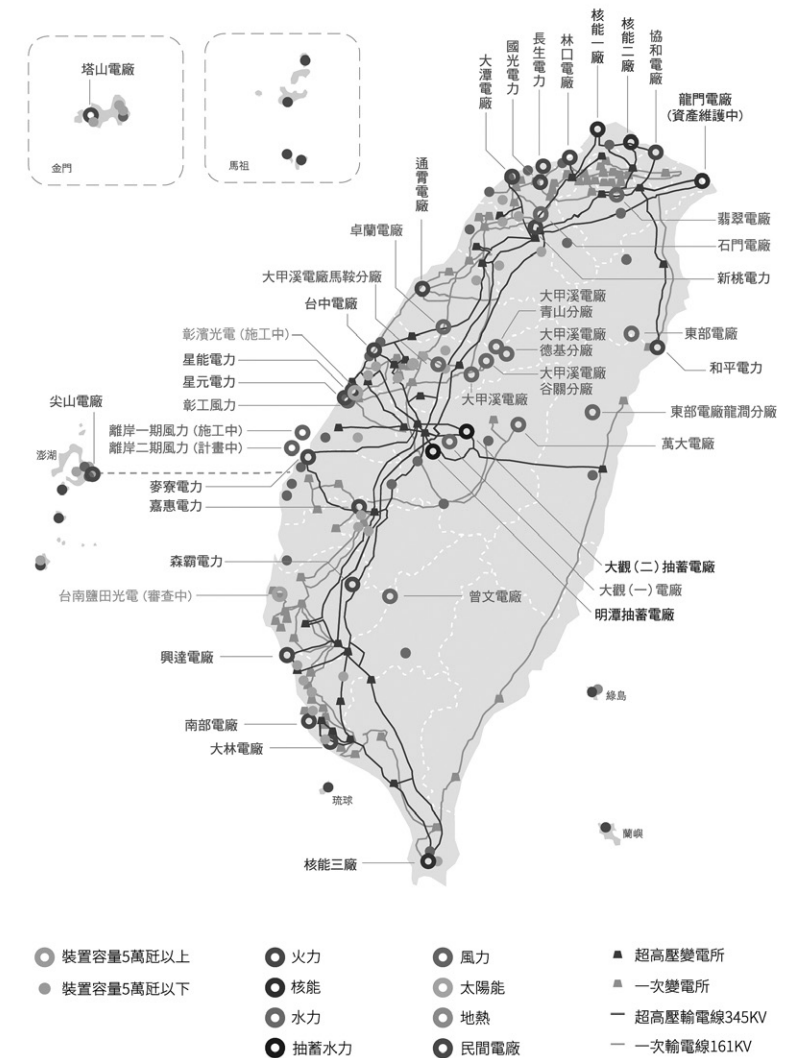 塔山電廠
金門
馬祖
大潭電廠
國光電力
長生電力
林口電廠
核能一廠
核能二廠
協和電廠
龍門電廠
(資產維護中)
通霄電廠
卓蘭電廠
大甲溪電廠馬鞍分廠
台中電廠
彰濱光電(施工中)
星能電力
星元電力
彰工風力
尖山電廠
離岸一期風力(施工中)
離岸二期風力(計畫中)
澎湖
麥寮電力
嘉惠電力
森霸電力
台南鹽田光電(審查中)
興達電廠
南部電廠
大林電廠
琉球
核能三廠
翡翠電廠
石門電廠
新桃電力
大甲溪電廠
青山分廠
大甲溪電廠
德基分廠
大甲溪電廠
谷關分廠
大甲溪電廠
東部電廠
和平電力
東部電廠龍澗分廠
萬大電廠
大觀(二)抽蓄電廠
大觀(一)電廠
明潭抽蓄電廠
曾文電廠
綠島
蘭嶼
裝置容量5萬瓩以上
裝置容量5萬瓩以下
火力
核能
水力
抽蓄水力
風力
太陽能
地熱
民間電廠
超高壓變電所
一次變電所
超高壓輸電線345KV
一次輸電線161KV